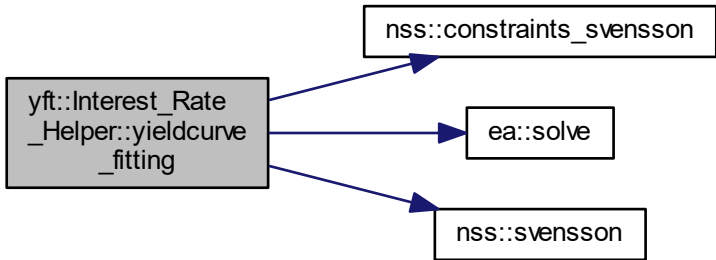 yft::Interest_Rate
_Helper::yieldcurve
_fitting
nss::constraints_svensson
ea::solve
nss::svensson